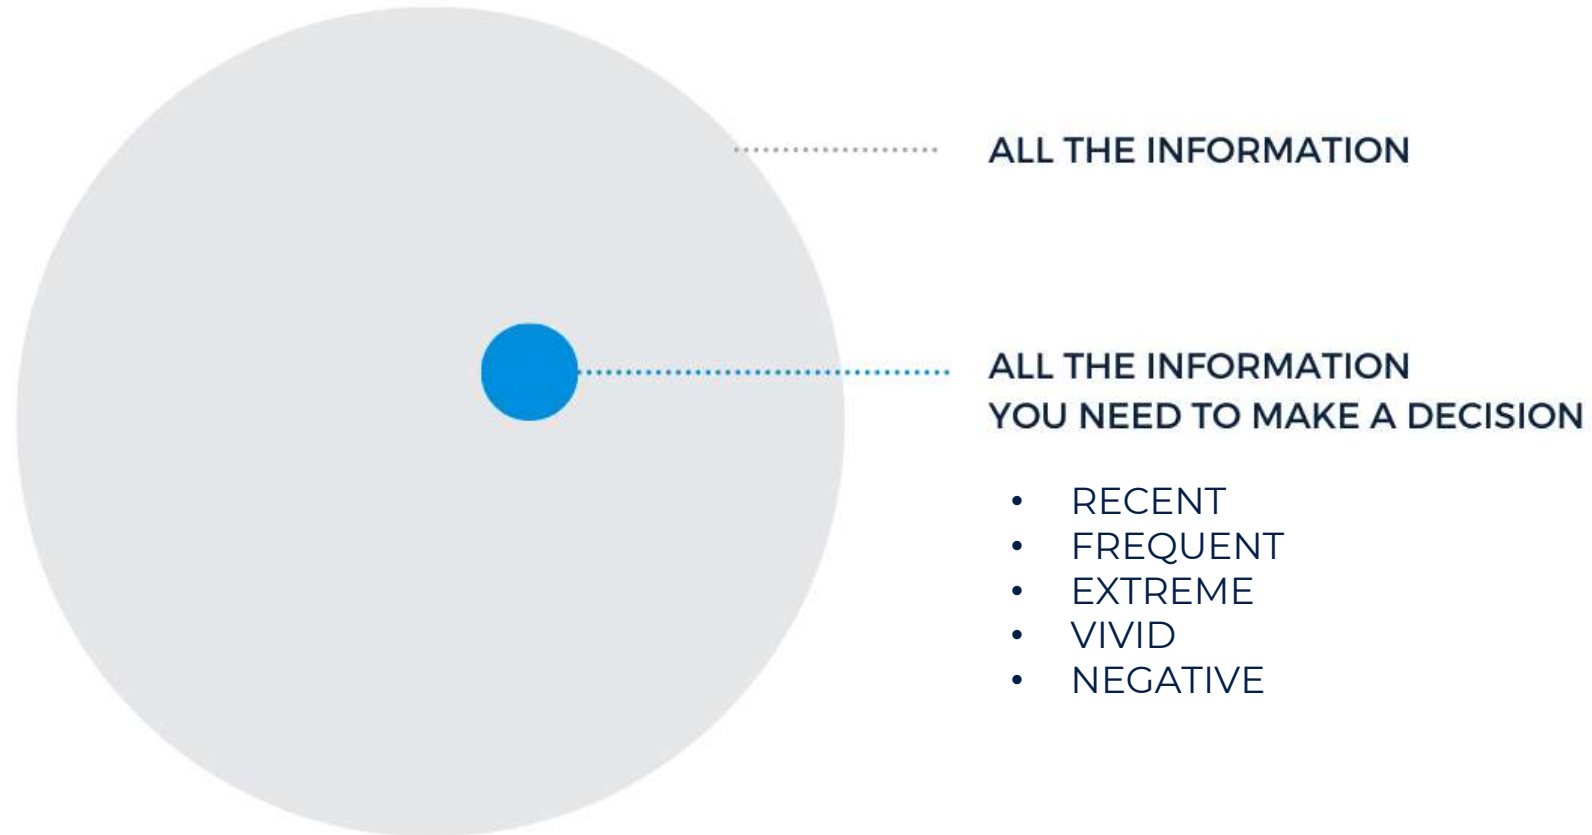 ALL THE INFORMATION
ALL THE INFORMATION
YOU NEED TO MAKE A DECISION
• RECENT
• FREQUENT
• EXTREME
• VIVID
• NEGATIVE